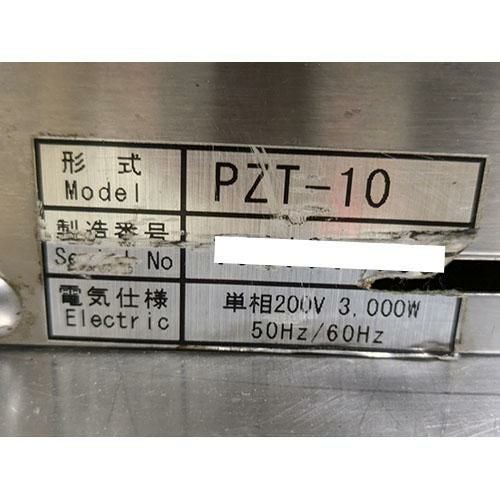 形式 PZT-10
Model
製造番号
No
電気仕様 単相200V 3,000W
Electric 50Hz/60Hz